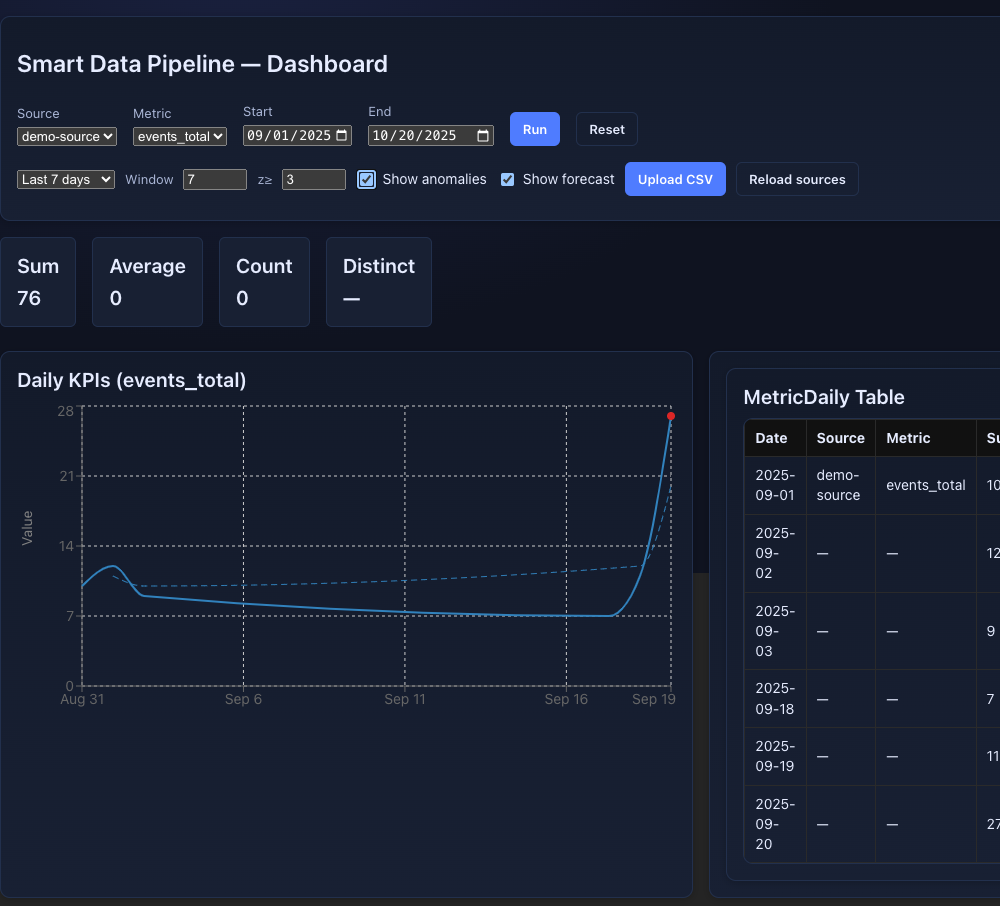 Smart Data Pipeline — Dashboard
Source Metric Start End
demo-source events_total 09/01/2025 10/20/2025 Run Reset
Last 7 days Window 7 z≥ 3 Show anomalies Show forecast Upload CSV Reload sources
Sum Average Count Distinct
76 0 0 —
Daily KPIs (events_total)
28
21
14
7
0
Value
Aug 31 Sep 6 Sep 11 Sep 16 Sep 19
MetricDaily Table
Date Source Metric Su
2025-
09-01
demo-
source
events_total
10
2025-
09-
02
— — 12
2025-
09-
03
— — 9
2025-
09-18
— — 7
2025-
09-19
— — 11
2025-
09-
20
— — 27